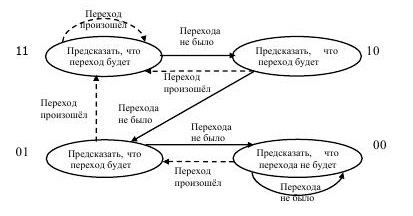 Переход
произошёл
Перехода
не было
11
Предсказать, что
переход будет
Предсказать, что
переход будет
10
Переход
произошёл
Переход
произошёл
Перехода
не было
Перехода
не было
01
Предсказать, что
переход будет
Предсказать, что
перехода не будет
00
Переход
произошёл
Перехода
не было